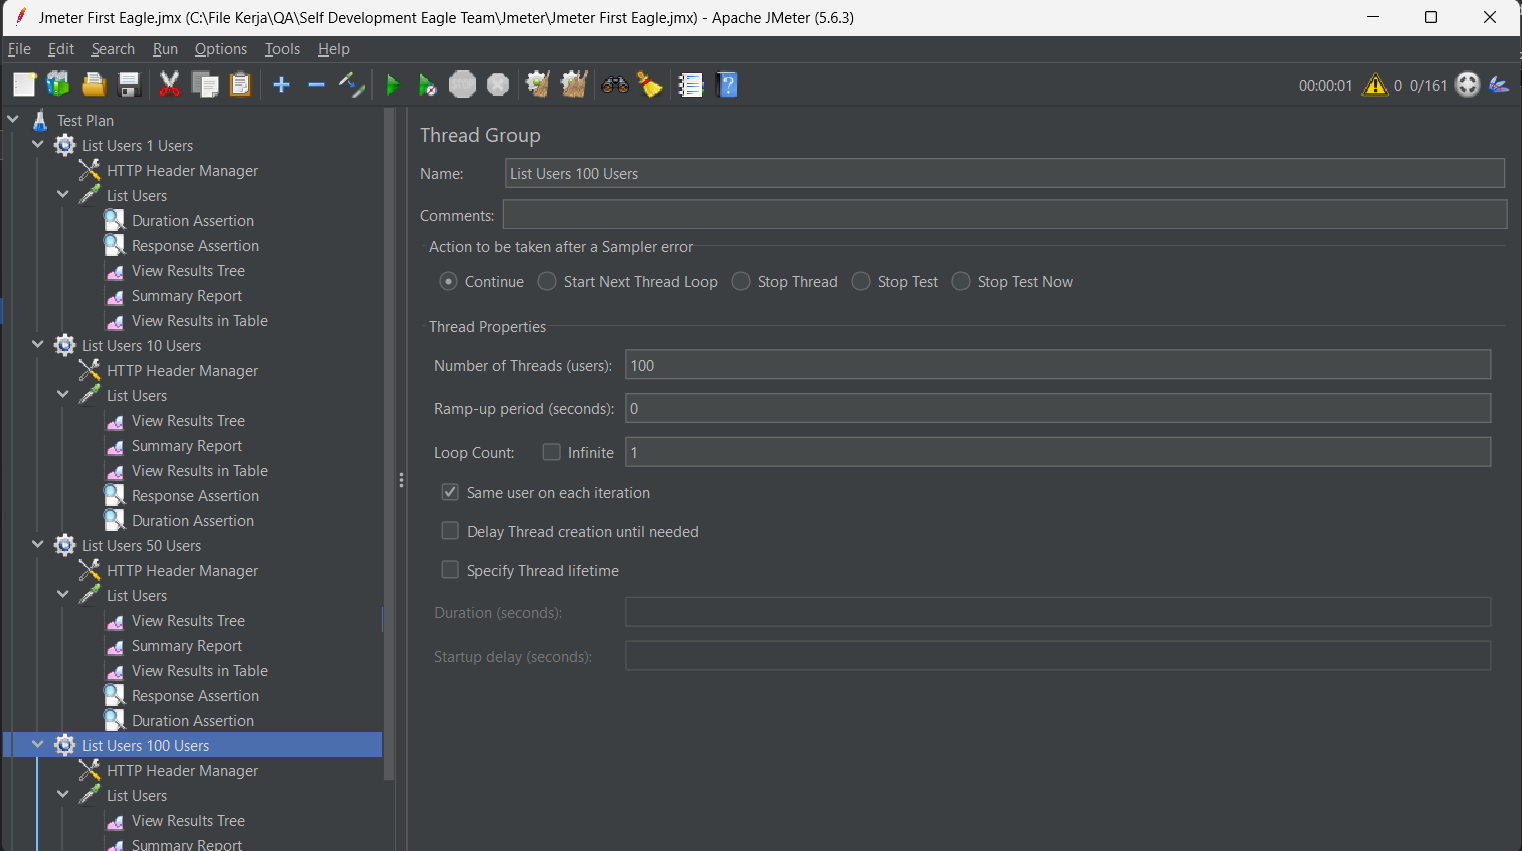 Jmeter First Eagle.jmx (C:\File Kerja\QA\Self Development Eagle Team\Jmeter\Jmeter First Eagle.jmx) - Apache JMeter (5.6.3)
File Edit Search Run Options Tools Help
STOP 00:00:01 0 0/161
Test Plan
List Users 1 Users
HTTP Header Manager
List Users
Duration Assertion
Response Assertion
View Results Tree
Summary Report
View Results in Table
List Users 10 Users
HTTP Header Manager
List Users
View Results Tree
Summary Report
View Results in Table
Response Assertion
Duration Assertion
List Users 50 Users
HTTP Header Manager
List Users
View Results Tree
Summary Report
View Results in Table
Response Assertion
Duration Assertion
List Users 100 Users
HTTP Header Manager
List Users
View Results Tree
Summary Report
Thread Group
Name: List Users 100 Users
Comments:
Action to be taken after a Sampler error
Continue Start Next Thread Loop Stop Thread Stop Test Stop Test Now
Thread Properties
Number of Threads (users): 100
Ramp-up period (seconds): 0
Loop Count: Infinite 1
Same user on each iteration
Delay Thread creation until needed
Specify Thread lifetime
Duration (seconds):
Startup delay (seconds):